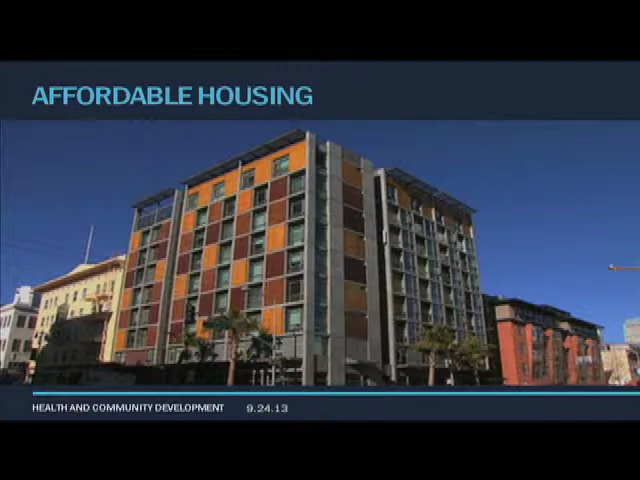 AFFORDABLE HOUSING
HEALTH AND COMMUNITY DEVELOPMENT 9.24.13